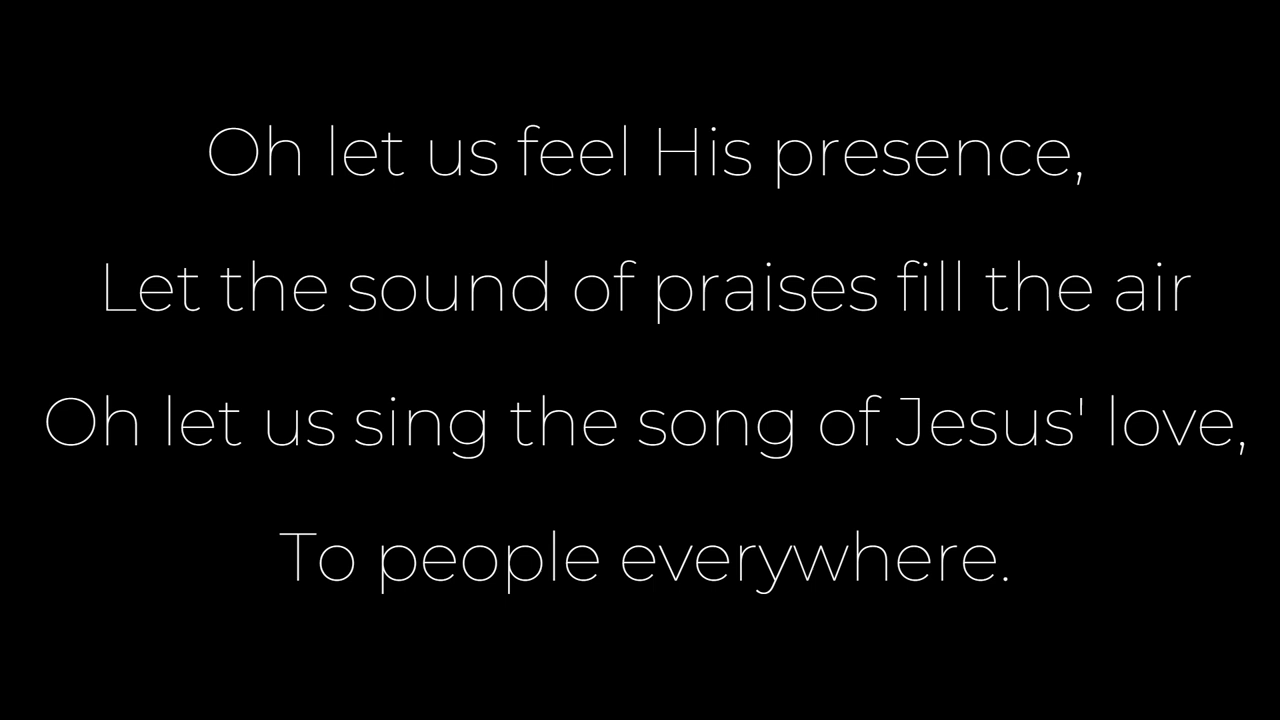 Oh let us feel His presence,
Let the sound of praises fill the air
Oh let us sing the song of Jesus' love,
To people everywhere.